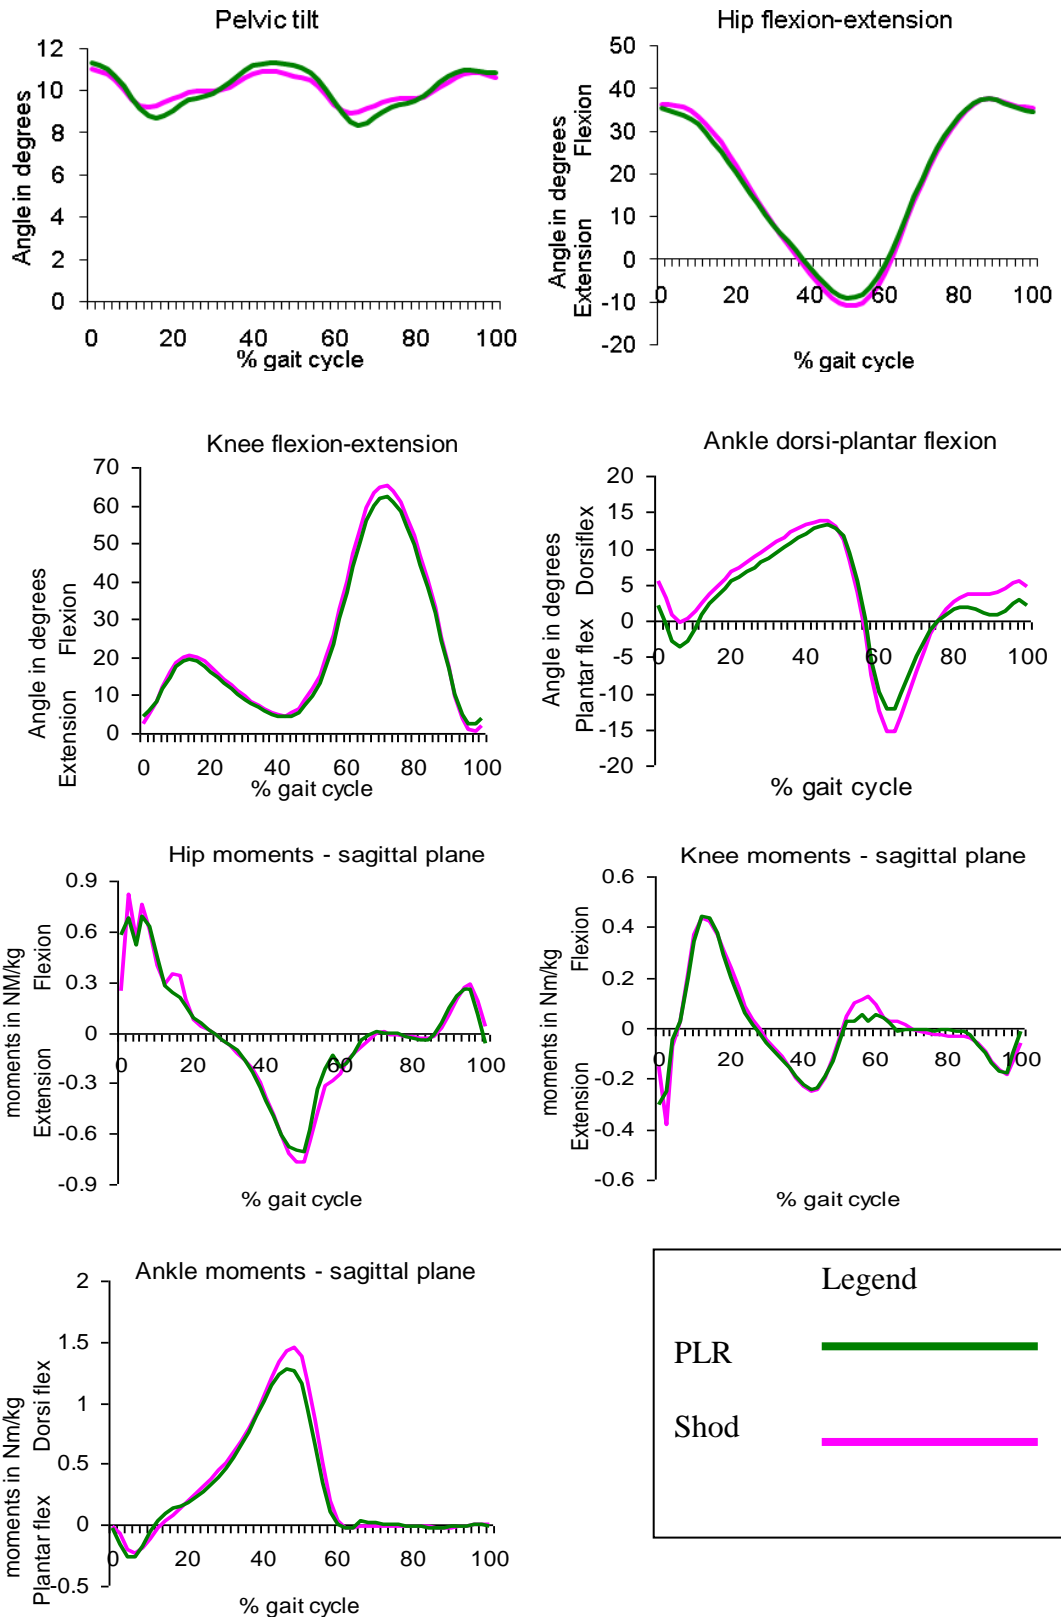 Pelvic tilt
Angle in degrees
12
10
8
6
4
2
0
0 20 40 60 80 100
% gait cycle
Hip flexion-extension
Angle in degrees
Extension Flexion
50
40
30
20
10
0
-10
-20
0 20 40 60 80 100
% gait cycle
Knee flexion-extension
Angle in degrees
Extension Flexion
70
60
50
40
30
20
10
0
0 20 40 60 80 100
% gait cycle
Ankle dorsi-plantar flexion
Angle in degrees
Plantar flex Dorsiflex
20
15
10
5
0
-5
-10
-15
-20
0 20 40 60 80 100
% gait cycle
Hip moments - sagittal plane
moments in NM/kg
Extension Flexion
0.9
0.6
0.3
0
-0.3
-0.6
-0.9
0 20 40 60 80 100
% gait cycle
Knee moments - sagittal plane
moments in Nm/kg
Extension Flexion
0.6
0.4
0.2
0
-0.2
-0.4
-0.6
0 20 40 60 80 100
% gait cycle
Ankle moments - sagittal plane
moments in Nm/kg
Plantar flex Dorsi flex
2
1.5
1
0.5
0
-0.5
0 20 40 60 80 100
% gait cycle
Legend
PLR
Shod